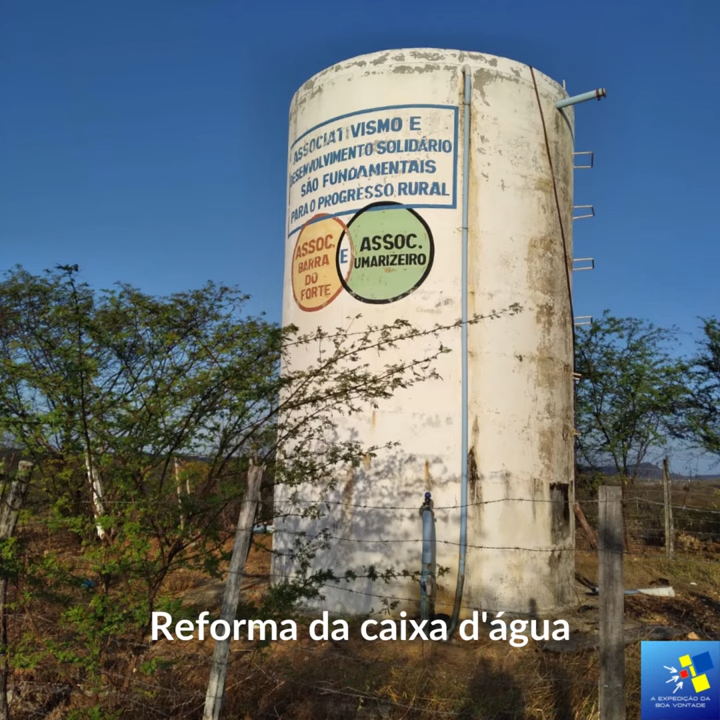 ASSOCIATIVISMO E
DESENVOLVIMENTO SOLIDÁRIO
SÃO FUNDAMENTAIS
PARA O PROGRESSO RURAL
ASSOC.
BARRA
DO
FORTE
E
ASSOC.
UMARIZEIRO
Reforma da caixa d'água
A EXPEDIÇÃO DA
BOA VONTADE